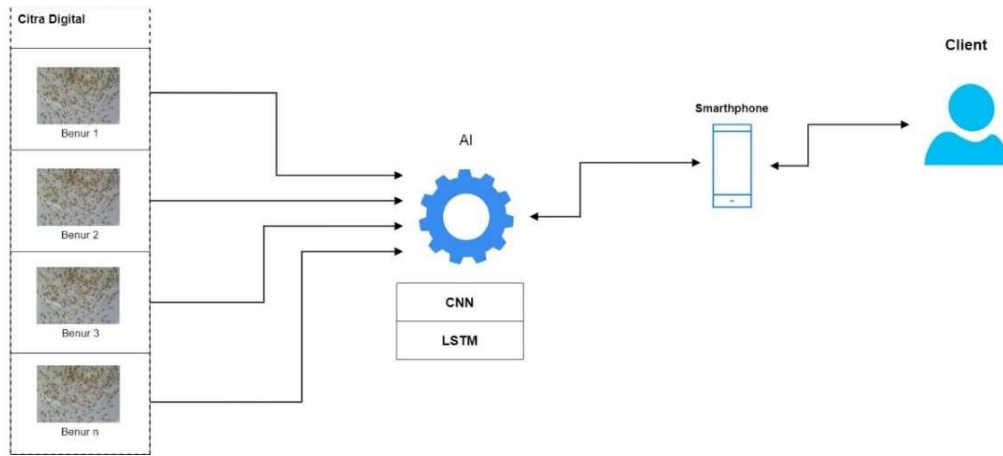 Citra Digital
Benur 1
Benur 2
Benur 3
Benur n
AI
CNN
LSTM
Smarthphone
Client